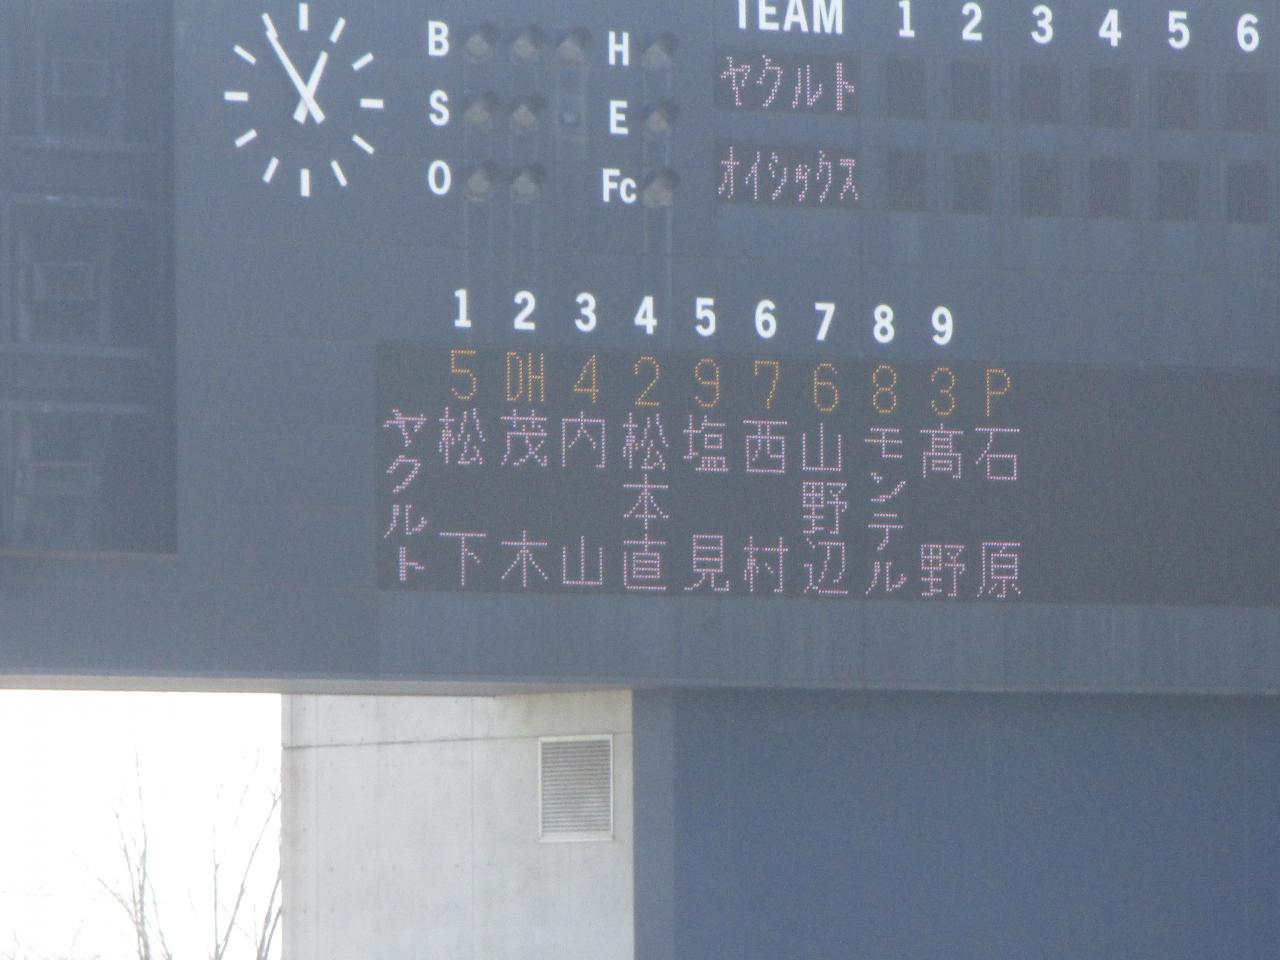 TEAM 1 2 3 4 5 6
B H ヤクルト
S E
O Fc オイシックス
1 2 3 4 5 6 7 8 9
5 DH 4 2 9 7 6 8 3 P
ヤクルト 松下 茂木 内山 松本直 塩見 西村 山野辺 モンテル 髙野 石原